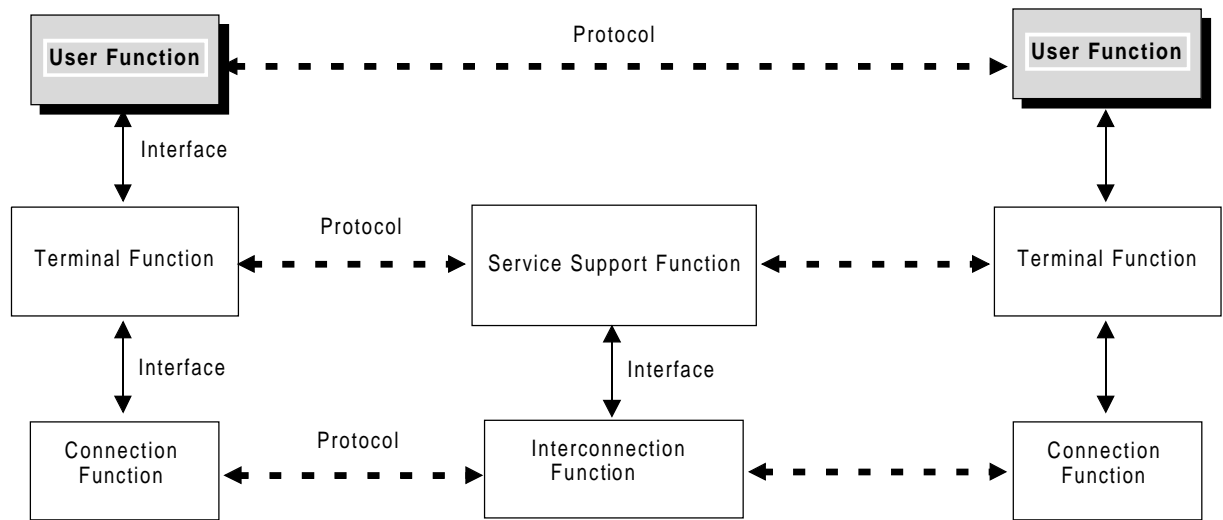 Protocol
User Function
User Function
Interface
Protocol
Terminal Function
Service Support Function
Terminal Function
Interface
Interface
Protocol
Connection
Function
Interconnection
Function
Connection
Function